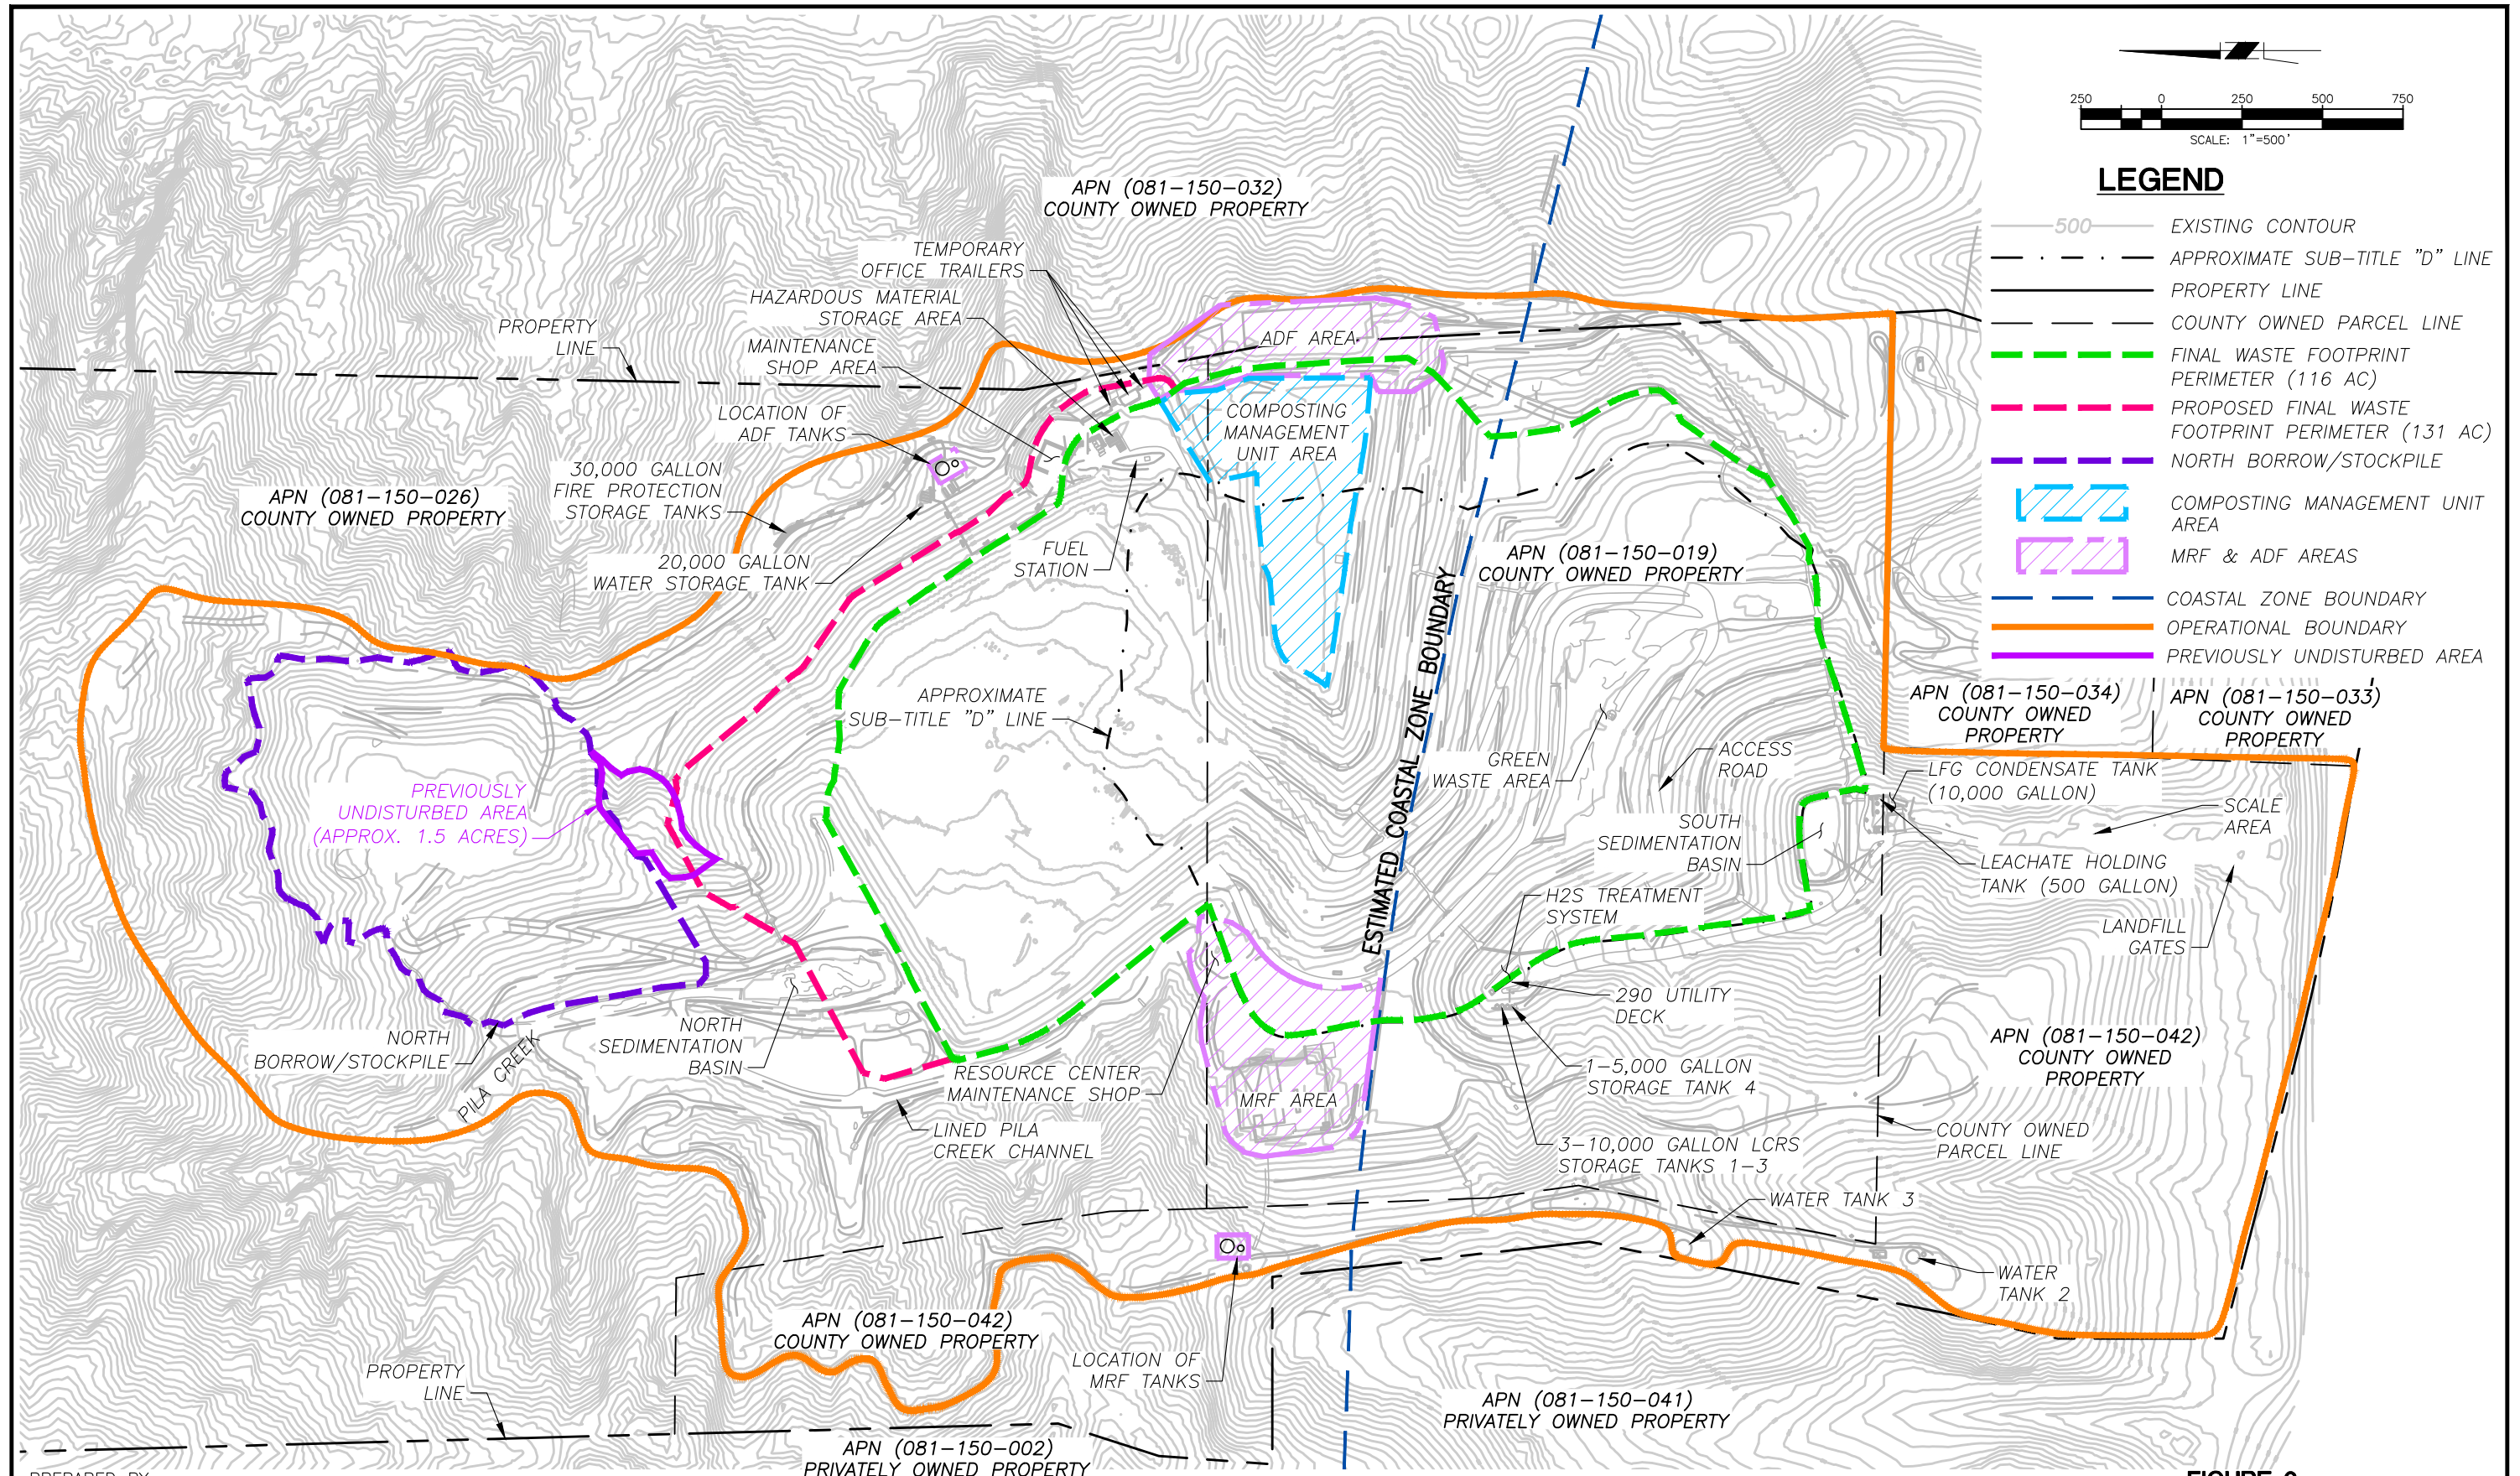 250 0 250 500 750
SCALE: 1"=500'
LEGEND
500 EXISTING CONTOUR
APPROXIMATE SUB-TITLE "D" LINE
PROPERTY LINE
COUNTY OWNED PARCEL LINE
FINAL WASTE FOOTPRINT
PERIMETER (116 AC)
PROPOSED FINAL WASTE
FOOTPRINT PERIMETER (131 AC)
NORTH BORROW/STOCKPILE
COMPOSTING MANAGEMENT UNIT
AREA
MRF & ADF AREAS
COASTAL ZONE BOUNDARY
OPERATIONAL BOUNDARY
PREVIOUSLY UNDISTURBED AREA
APN (081-150-032)
COUNTY OWNED PROPERTY
TEMPORARY
OFFICE TRAILERS
HAZARDOUS MATERIAL
STORAGE AREA
PROPERTY
LINE
MAINTENANCE
SHOP AREA
ADF AREA
LOCATION OF
ADF TANKS
COMPOSTING
MANAGEMENT
UNIT AREA
30,000 GALLON
FIRE PROTECTION
STORAGE TANKS
APN (081-150-026)
COUNTY OWNED PROPERTY
20,000 GALLON
WATER STORAGE TANK
FUEL
STATION
APN (081-150-019)
COUNTY OWNED PROPERTY
ESTIMATED COASTAL ZONE BOUNDARY
APPROXIMATE
SUB-TITLE "D" LINE
APN (081-150-034)
COUNTY OWNED
PROPERTY
APN (081-150-033)
COUNTY OWNED
PROPERTY
GREEN
WASTE AREA
ACCESS
ROAD
LFG CONDENSATE TANK
(10,000 GALLON)
SCALE
AREA
PREVIOUSLY
UNDISTURBED AREA
(APPROX. 1.5 ACRES)
SOUTH
SEDIMENTATION
BASIN
LEACHATE HOLDING
TANK (500 GALLON)
H2S TREATMENT
SYSTEM
LANDFILL
GATES
290 UTILITY
DECK
NORTH
BORROW/STOCKPILE
PILA CREEK
NORTH
SEDIMENTATION
BASIN
RESOURCE CENTER
MAINTENANCE SHOP
MRF AREA
1-5,000 GALLON
STORAGE TANK 4
APN (081-150-042)
COUNTY OWNED
PROPERTY
LINED PILA
CREEK CHANNEL
3-10,000 GALLON LCRS
STORAGE TANKS 1-3
COUNTY OWNED
PARCEL LINE
WATER TANK 3
WATER
TANK 2
APN (081-150-042)
COUNTY OWNED PROPERTY
LOCATION OF
MRF TANKS
PROPERTY
LINE
APN (081-150-041)
PRIVATELY OWNED PROPERTY
APN (081-150-002)
PRIVATELY OWNED PROPERTY
PREPARED BY
FIGURE